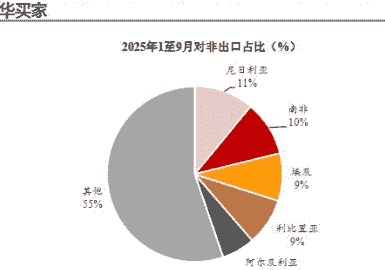 华买家
2025年1至9月对非出口占比（%）
尼日利亚
11%
南非
10%
埃及
9%
利比里亚
9%
阿尔及利亚
其他
55%